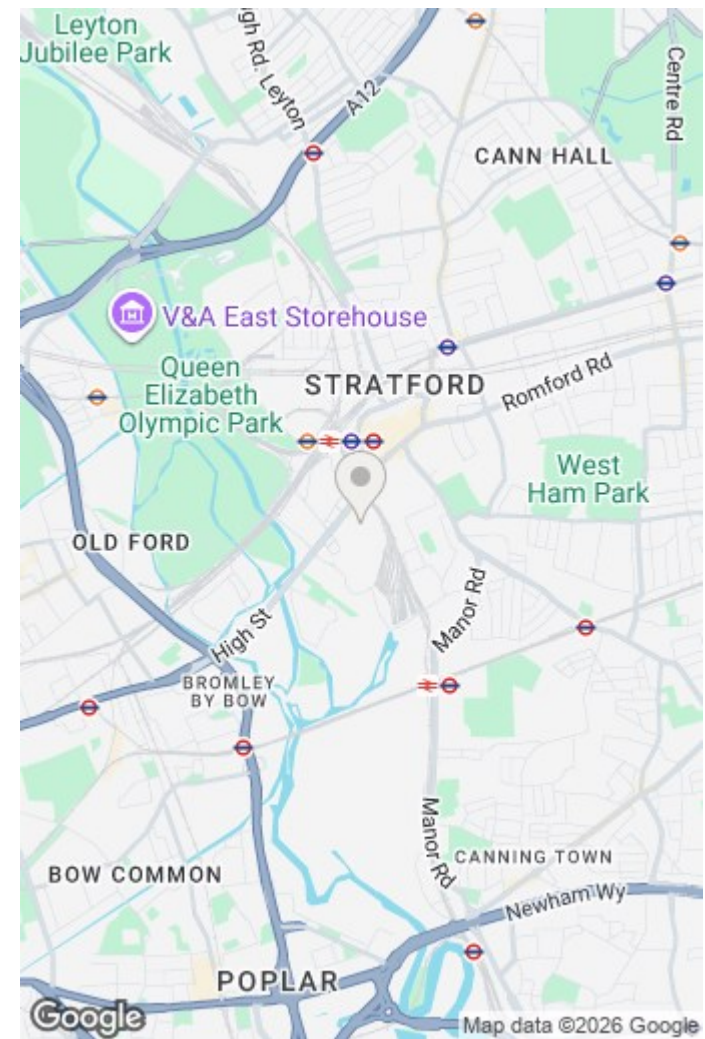 Leyton
Jubilee Park
gh Rd. Leyton
A12
Centre Rd
CANN HALL
V&A East Storehouse
Queen
Elizabeth
Olympic Park
STRATFORD
Romford Rd
West
Ham Park
OLD FORD
High St
Manor Rd
BROMLEY
BY BOW
Manor Rd
CANNING TOWN
BOW COMMON
Newham Wy
POPLAR
Google
Map data ©2026 Google